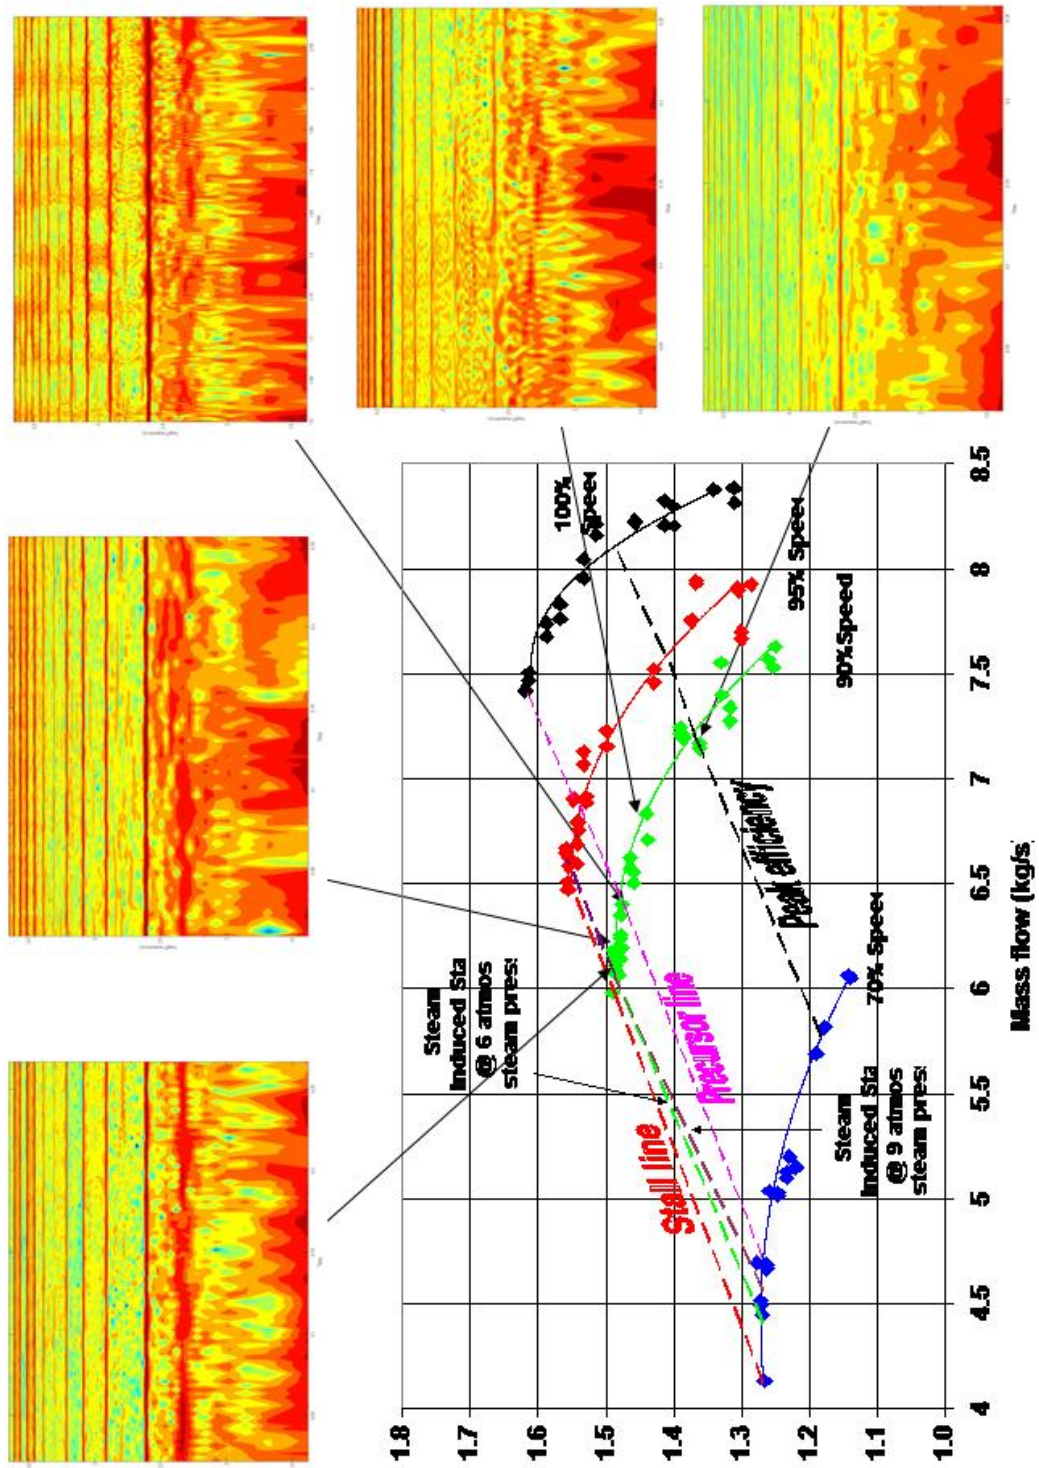 Steam
Induced Sta
@ 6 atmos
steam pres:
100%
Speed
Stall line
Precursor line
Peak efficiency
95% Speed
90%Speed
70% Speed
Steam
Induced Sta
@ 9 atmos
steam pres:
1.8
1.7
1.6
1.5
1.4
1.3
1.2
1.1
1.0
4
4.5
5
5.5
6
6.5
7
7.5
8
8.5
Mass flow (kg/s